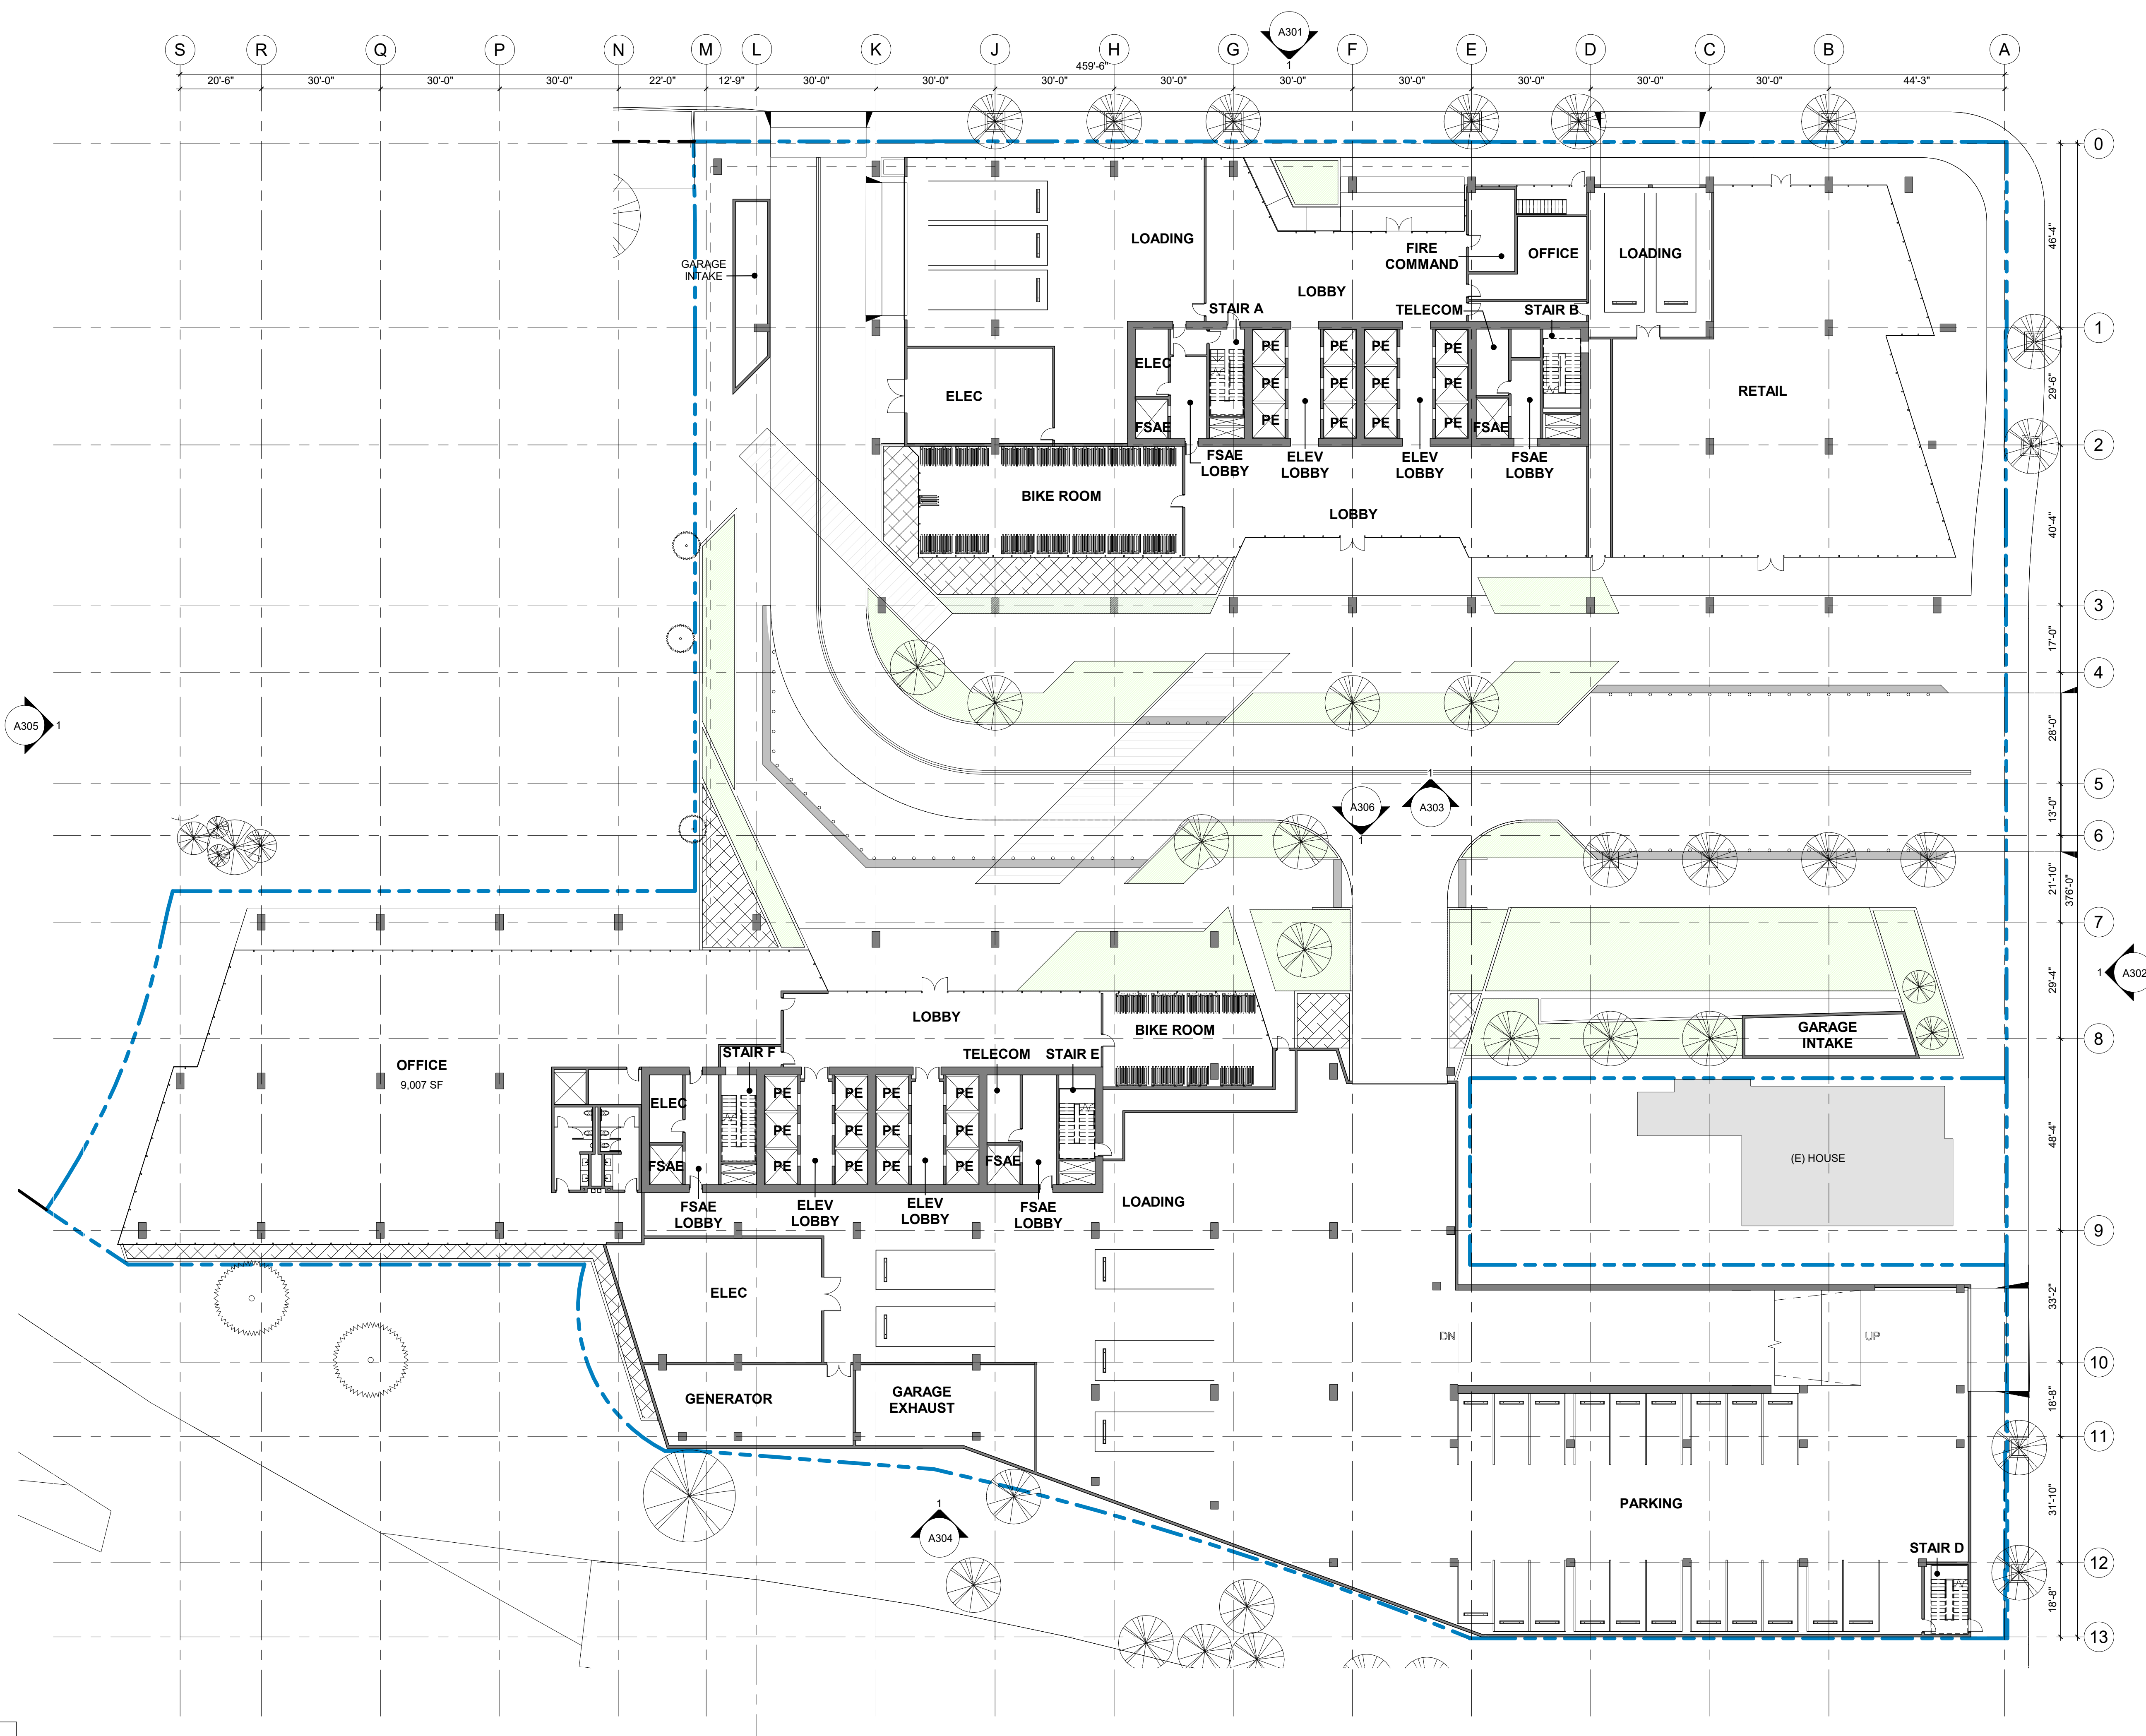 A301
1
S R Q P N M L K J H G F E D C B A
459'-6"
20'-6" 30'-0" 30'-0" 30'-0" 22'-0" 12'-9" 30'-0" 30'-0" 30'-0" 30'-0" 30'-0" 30'-0" 30'-0" 30'-0" 30'-0" 44'-3"
0
46'-4"
LOADING
FIRE
COMMAND
OFFICE
LOADING
GARAGE
INTAKE
LOBBY
STAIR A
TELECOM
STAIR B
1
PE PE PE PE
ELEC
29'-6"
PE PE PE PE
ELEC
RETAIL
PE PE PE PE
FSAE
FSAE
2
FSAE
LOBBY
ELEV
LOBBY
ELEV
LOBBY
FSAE
LOBBY
BIKE ROOM
LOBBY
40'-4"
3
17'-0"
4
A305
1
28'-0"
1
5
A306
1
A303
13'-0"
6
21'-10"
376'-0"
7
1
A302
29'-4"
LOBBY
BIKE ROOM
GARAGE
INTAKE
8
STAIR F
TELECOM
STAIR E
OFFICE
9,007 SF
PE PE PE PE
ELEC
PE PE PE PE
48'-4"
FSAE
PE PE PE PE
FSAE
(E) HOUSE
FSAE
LOBBY
ELEV
LOBBY
ELEV
LOBBY
FSAE
LOBBY
LOADING
9
ELEC
33'-2"
DN
UP
10
GENERATOR
GARAGE
EXHAUST
18'-8"
11
PARKING
31'-10"
1
A304
STAIR D
12
18'-8"
13